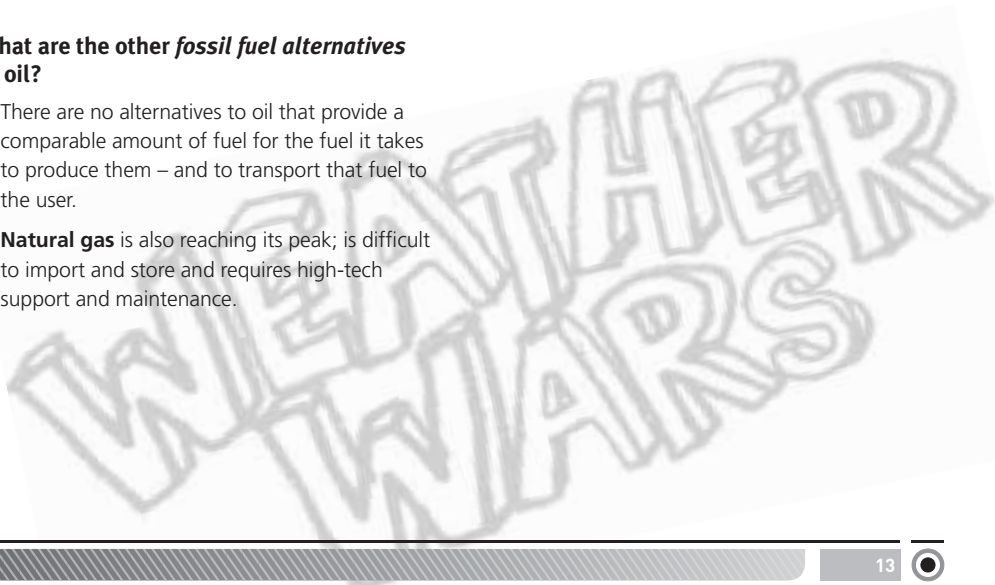 hat are the other fossil fuel alternatives
oil?
There are no alternatives to oil that provide a
comparable amount of fuel for the fuel it takes
to produce them – and to transport that fuel to
the user.
Natural gas is also reaching its peak; is difficult
to import and store and requires high-tech
support and maintenance.
WEATHER
WARS
13